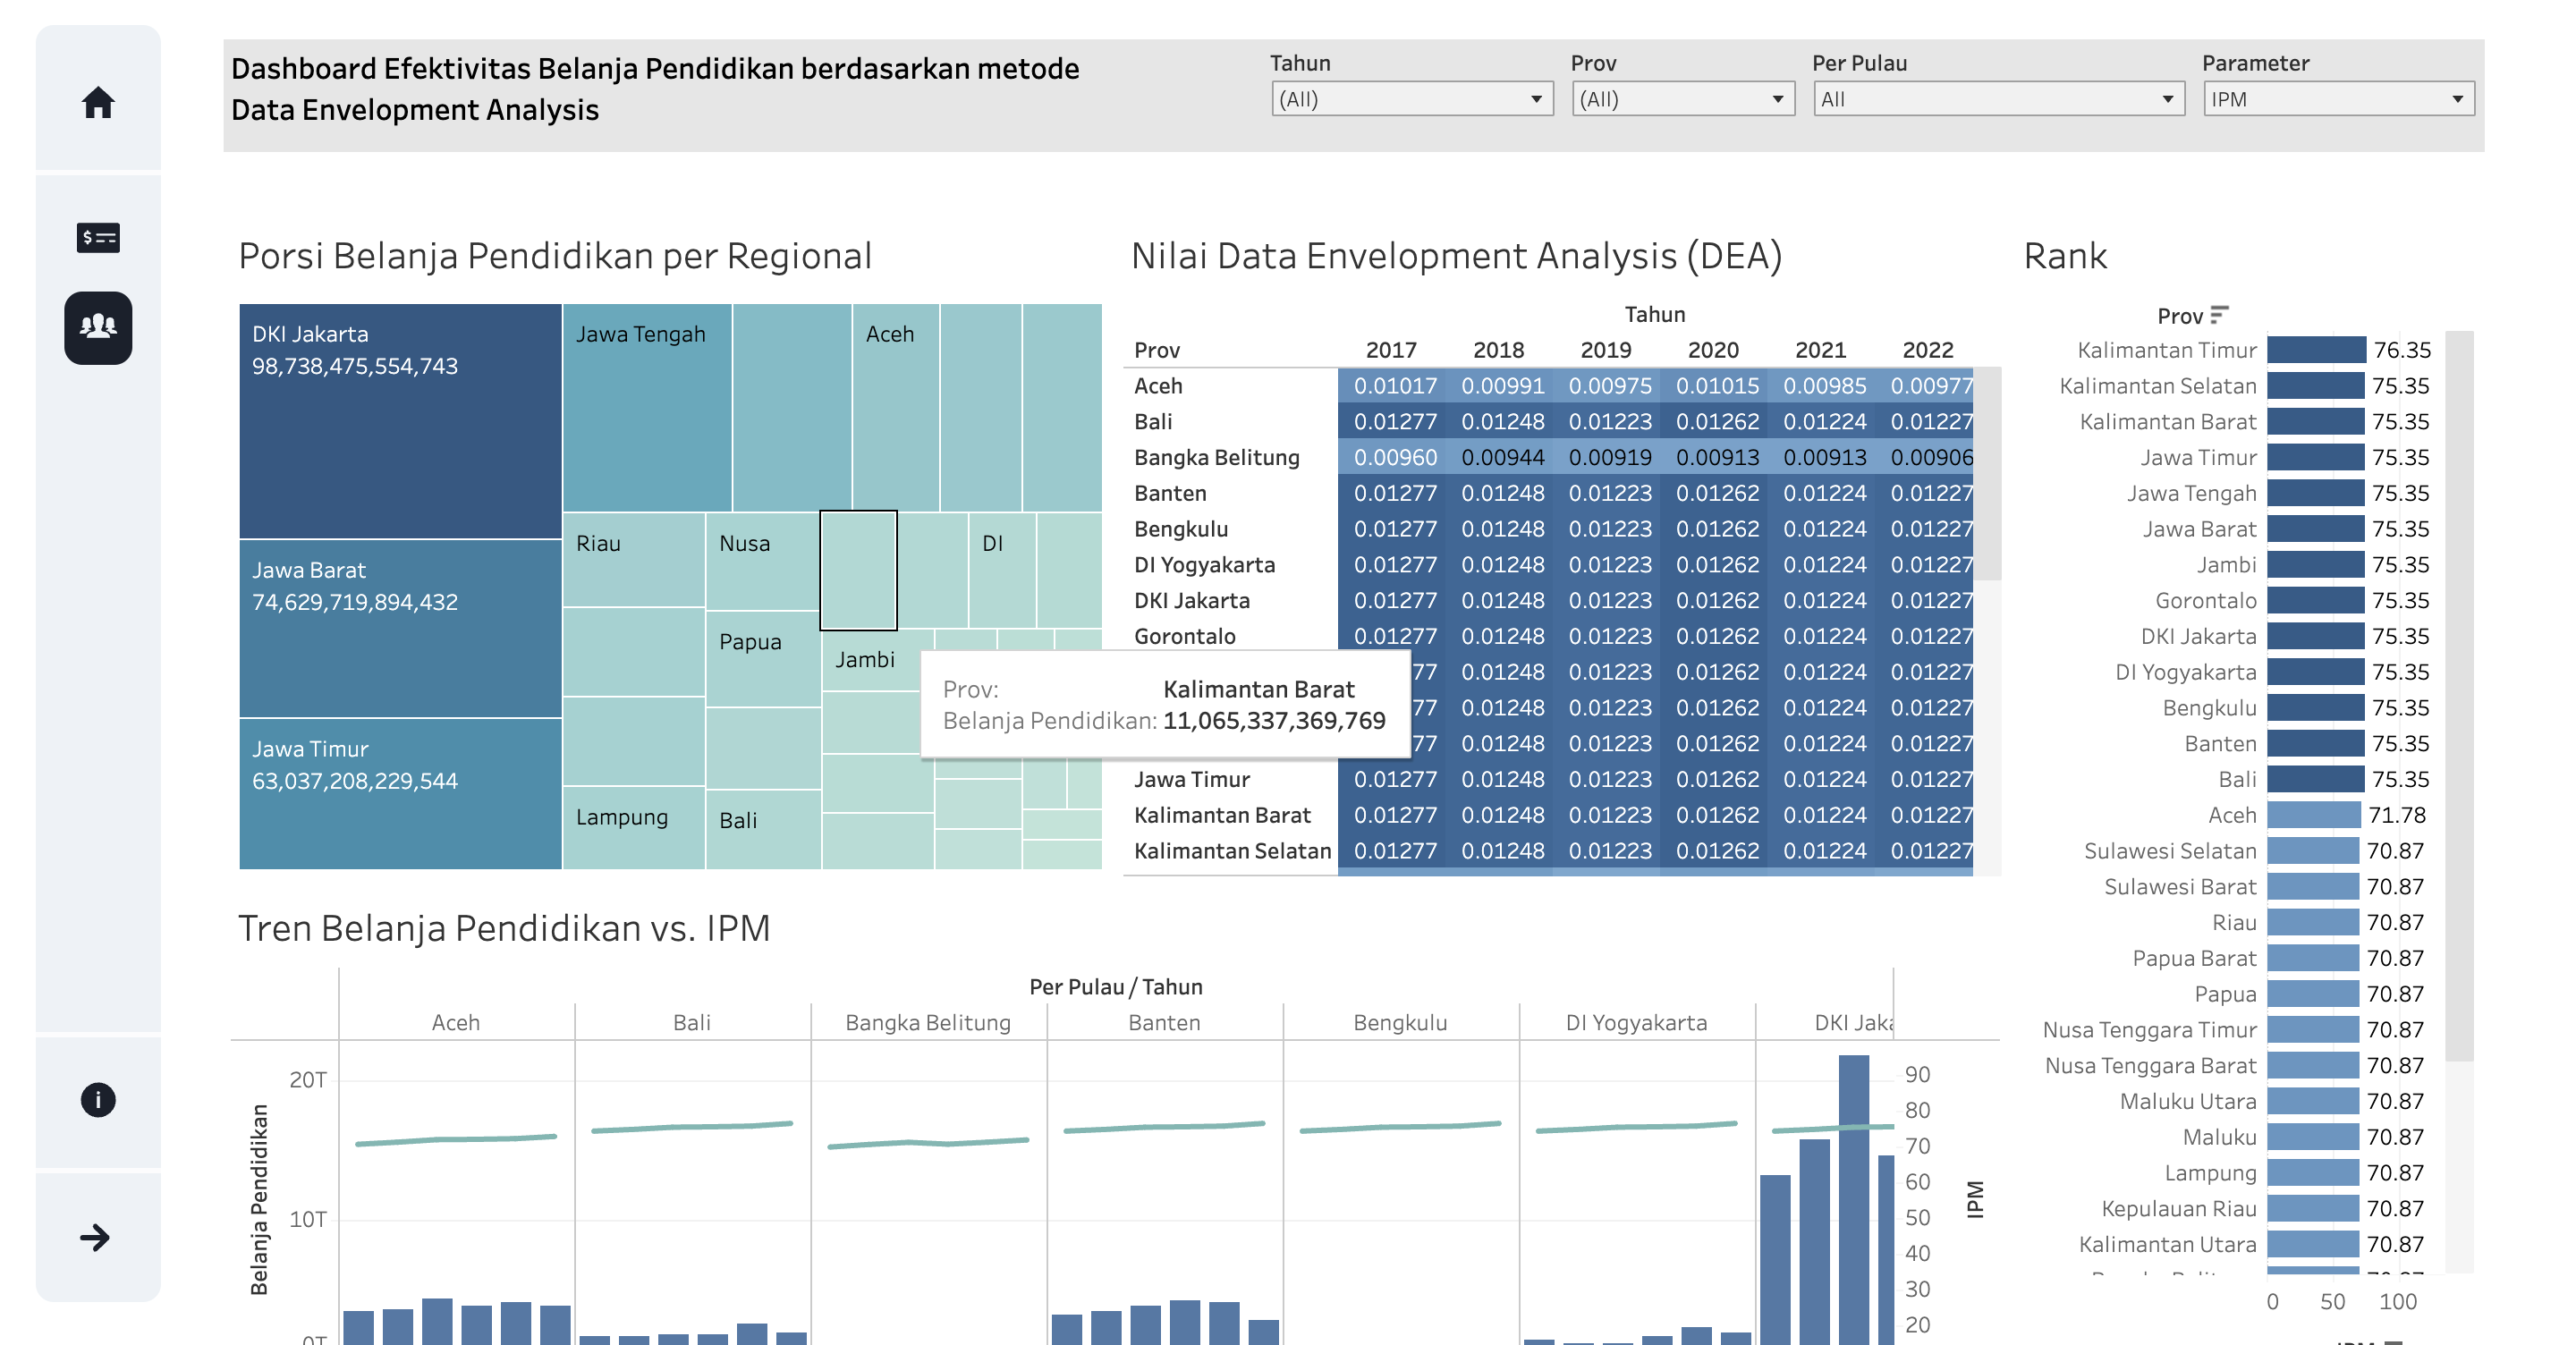 Dashboard Efektivitas Belanja Pendidikan berdasarkan metode
Data Envelopment Analysis
Tahun
(All)
Prov
(All)
Per Pulau
All
Parameter
IPM
Porsi Belanja Pendidikan per Regional
DKI Jakarta
98,738,475,554,743
Jawa Barat
74,629,719,894,432
Jawa Timur
63,037,208,229,544
Jawa Tengah
Aceh
Riau
Nusa
DI
Papua
Jambi
Lampung
Bali
Prov: Kalimantan Barat
Belanja Pendidikan: 11,065,337,369,769
Nilai Data Envelopment Analysis (DEA)
Tahun
Prov 2017 2018 2019 2020 2021 2022
Aceh 0.01017 0.00991 0.00975 0.01015 0.00985 0.00977
Bali 0.01277 0.01248 0.01223 0.01262 0.01224 0.01227
Bangka Belitung 0.00960 0.00944 0.00919 0.00913 0.00913 0.00906
Banten 0.01277 0.01248 0.01223 0.01262 0.01224 0.01227
Bengkulu 0.01277 0.01248 0.01223 0.01262 0.01224 0.01227
DI Yogyakarta 0.01277 0.01248 0.01223 0.01262 0.01224 0.01227
DKI Jakarta 0.01277 0.01248 0.01223 0.01262 0.01224 0.01227
Gorontalo 0.01277 0.01248 0.01223 0.01262 0.01224 0.01227
77 0.01248 0.01223 0.01262 0.01224 0.01227
77 0.01248 0.01223 0.01262 0.01224 0.01227
77 0.01248 0.01223 0.01262 0.01224 0.01227
Jawa Timur 0.01277 0.01248 0.01223 0.01262 0.01224 0.01227
Kalimantan Barat 0.01277 0.01248 0.01223 0.01262 0.01224 0.01227
Kalimantan Selatan 0.01277 0.01248 0.01223 0.01262 0.01224 0.01227
Rank
Prov
Kalimantan Timur 76.35
Kalimantan Selatan 75.35
Kalimantan Barat 75.35
Jawa Timur 75.35
Jawa Tengah 75.35
Jawa Barat 75.35
Jambi 75.35
Gorontalo 75.35
DKI Jakarta 75.35
DI Yogyakarta 75.35
Bengkulu 75.35
Banten 75.35
Bali 75.35
Aceh 71.78
Sulawesi Selatan 70.87
Sulawesi Barat 70.87
Riau 70.87
Papua Barat 70.87
Papua 70.87
Nusa Tenggara Timur 70.87
Nusa Tenggara Barat 70.87
Maluku Utara 70.87
Maluku 70.87
Lampung 70.87
Kepulauan Riau 70.87
Kalimantan Utara 70.87
0 50 100
Tren Belanja Pendidikan vs. IPM
Per Pulau / Tahun
Aceh Bali Bangka Belitung Banten Bengkulu DI Yogyakarta DKI Jaka
Belanja Pendidikan
20T
10T
0T
90
80
70
60
50
40
30
20
IPM